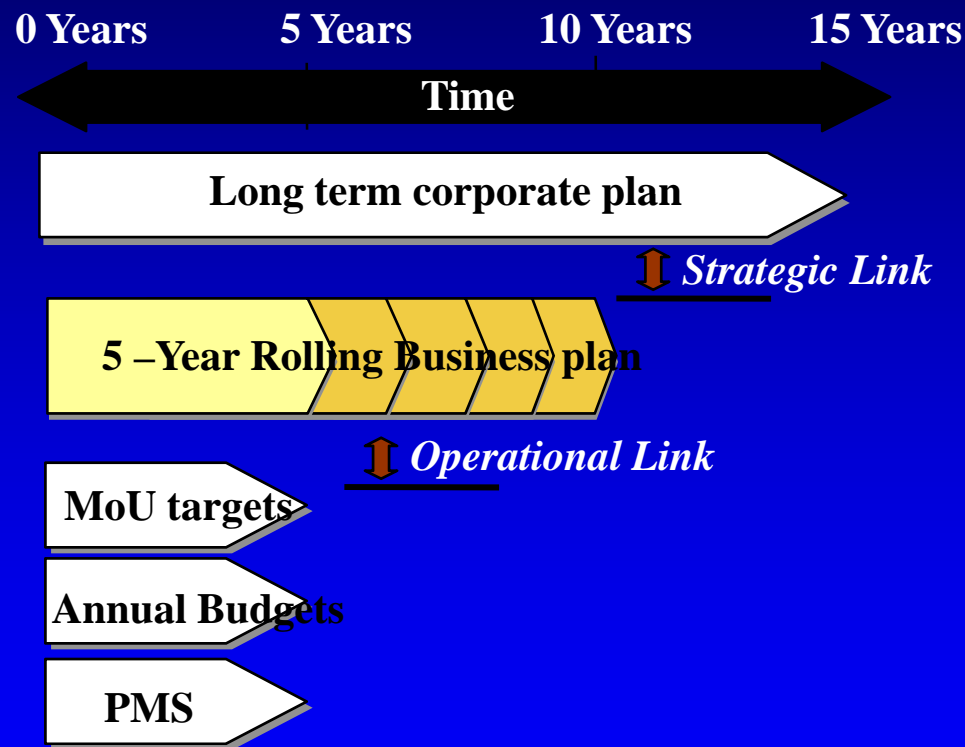 0 Years 5 Years 10 Years 15 Years
Time
Long term corporate plan
Strategic Link
5 –Year Rolling Business plan
Operational Link
MoU targets
Annual Budgets
PMS